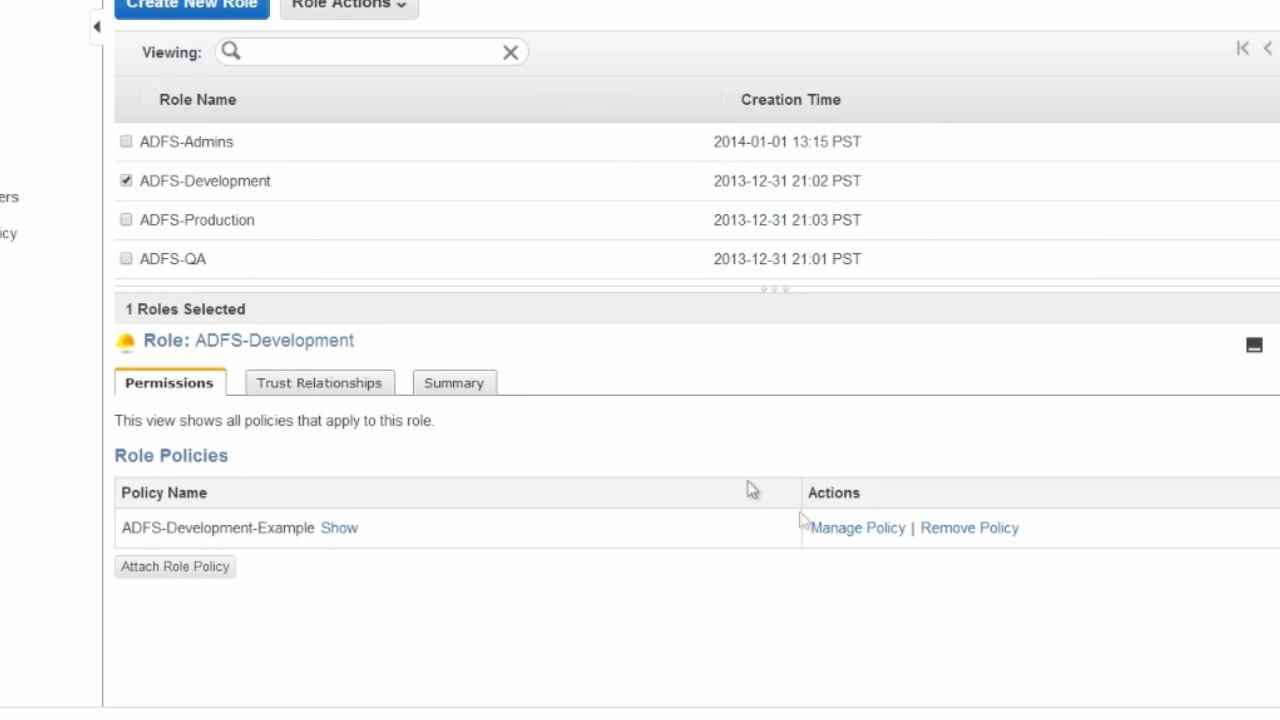 Create New Role Role Actions
Viewing:
Role Name Creation Time
ADFS-Admins 2014-01-01 13:15 PST
ADFS-Development 2013-12-31 21:02 PST
ers
ADFS-Production 2013-12-31 21:03 PST
icy
ADFS-QA 2013-12-31 21:01 PST
1 Roles Selected
Role: ADFS-Development
Permissions Trust Relationships Summary
This view shows all policies that apply to this role.
Role Policies
Policy Name Actions
ADFS-Development-Example Show Manage Policy | Remove Policy
Attach Role Policy